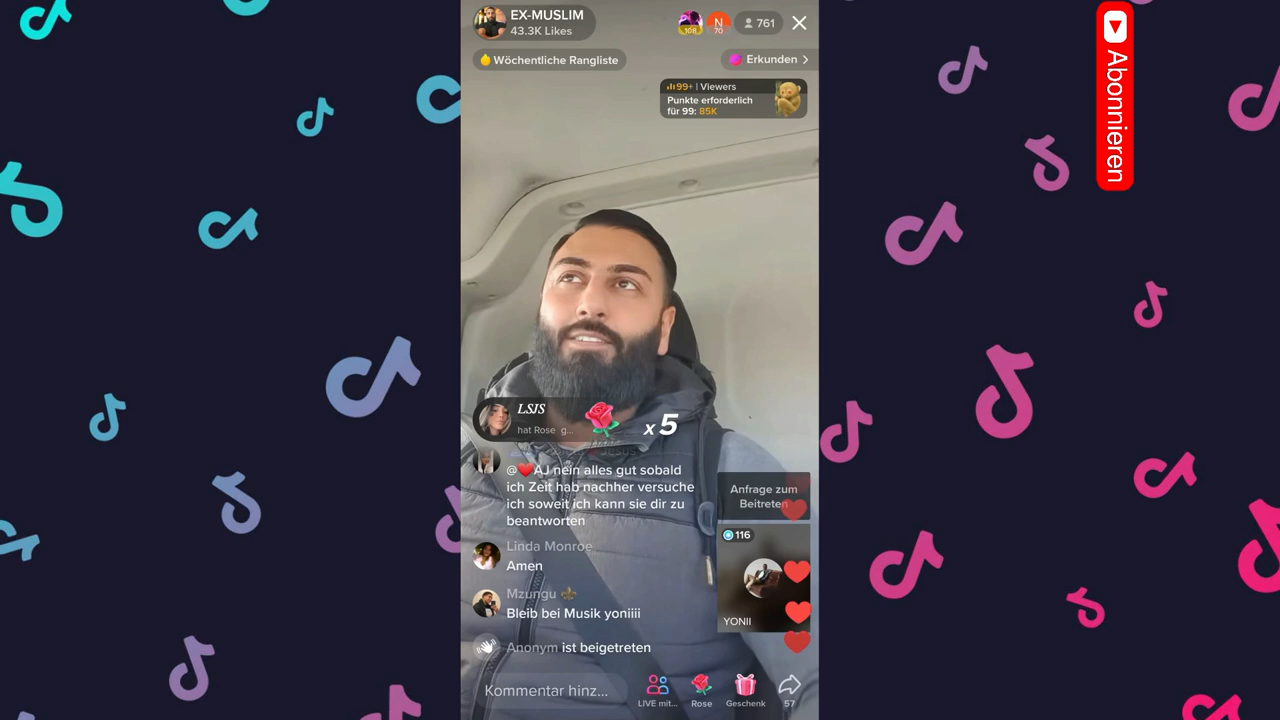 EX-MUSLIM
43.3K Likes
108
N
70
761
Wöchentliche Rangliste
Erkunden
99+ | Viewers
Punkte erforderlich
für 99: 85K
Abonnieren
LSJS
hat Rose g...
x 5
@❤️AJ nein alles gut sobald
ich Zeit hab nachher versuche
ich soweit ich kann sie dir zu
beantworten
Anfrage zum
Beitreten
116
YONII
Linda Monroe
Amen
Mzungu ⚜️
Bleib bei Musik yoniiii
Anonym ist beigetreten
Kommentar hinz...
LIVE mit...
Rose
Geschenk
57